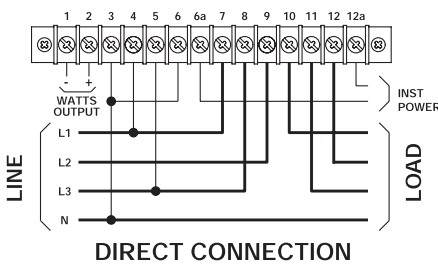 1 2 3 4 5 6 6a 7 8 9 10 11 12 12a
- +
WATTS
OUTPUT
INST
POWER
LINE
L1
L2
L3
N
LOAD
DIRECT CONNECTION